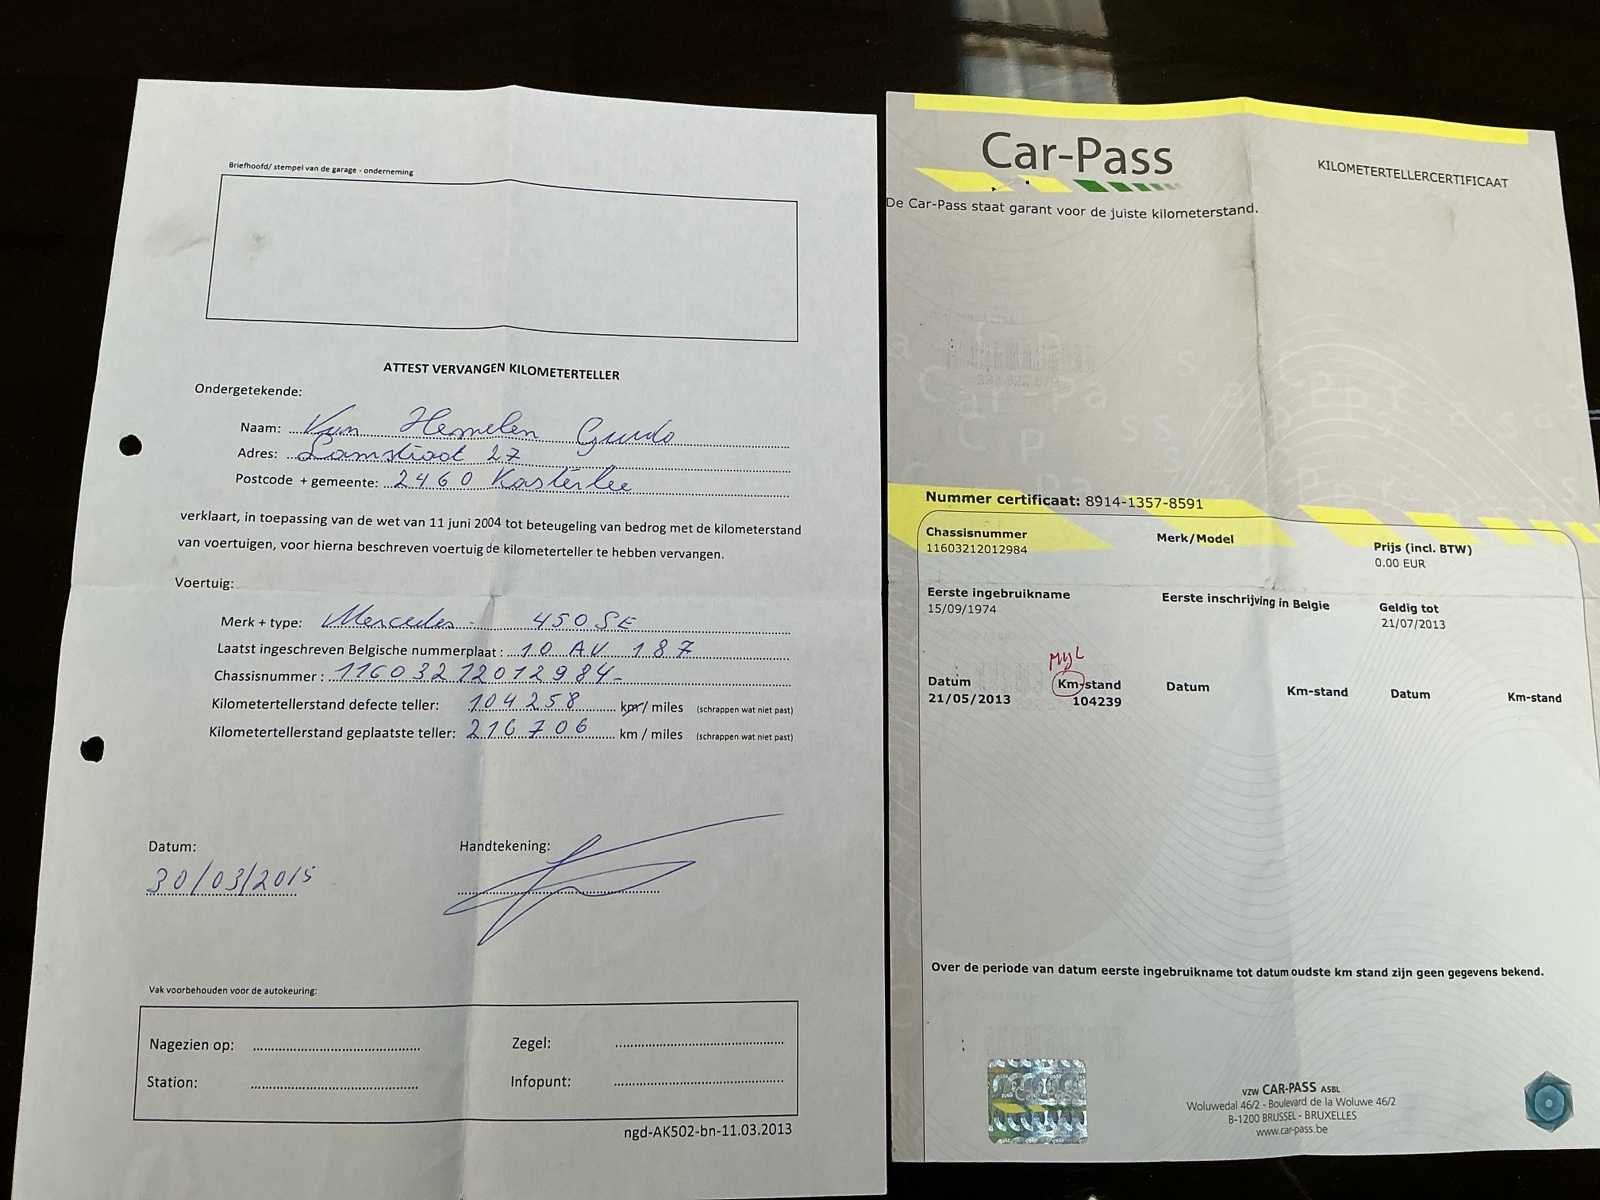 Briefhoofd/ stempel van de garage - onderneming
ATTEST VERVANGEN KILOMETERTELLER
Ondergetekende:
Naam: Van Hemelen Guido
Adres: 27
Postcode + gemeente: 2460 Kasterlee
verklaart, in toepassing van de wet van 11 juni 2004 tot beteugeling van bedrog met de kilometerstand
van voertuigen, voor hierna beschreven voertuig de kilometerteller te hebben vervangen.
Voertuig:
Merk + type: Mercedes - 450 SE
Laatst ingeschreven Belgische nummerplaat : 10 AV 187
Chassisnummer : 11603212012984-
Kilometertellerstand defecte teller: 104258 km / miles (schrappen wat niet past)
Kilometertellerstand geplaatste teller: 216706 km / miles (schrappen wat niet past)
Datum: Handtekening:
30/03/2015
Vak voorbehouden voor de autokeuring:
Nagezien op: Zegel:
Station: Infopunt:
ngd-AK502-bn-11.03.2013
Car-Pass
KILOMETERTELLERCERTIFICAAT
De Car-Pass staat garant voor de juiste kilometerstand.
Nummer certificaat: 8914-1357-8591
Chassisnummer Merk/Model Prijs (incl. BTW)
11603212012984 0.00 EUR
Eerste ingebruikname Eerste inschrijving in Belgie Geldig tot
15/09/1974 21/07/2013
MyL
Datum Km-stand Datum Km-stand Datum Km-stand
21/05/2013 104239
Over de periode van datum eerste ingebruikname tot datum oudste km stand zijn geen gegevens bekend.
VZW CAR-PASS ASBL
Woluwedal 46/2 - Boulevard de la Woluwe 46/2
B-1200 BRUSSEL - BRUXELLES
www.car-pass.be